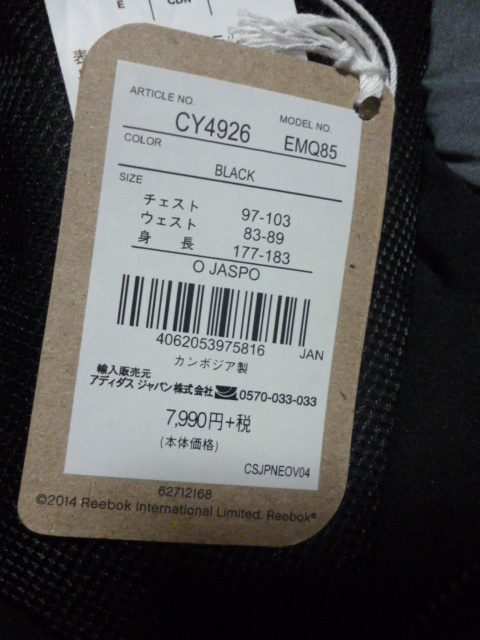 E
CDN
表
ARTICLE NO.
MODEL NO.
CY4926
EMQ85
COLOR
BLACK
SIZE
チェスト 97-103
ウェスト 83-89
身 長 177-183
O JASPO
4062053975816 JAN
カンボジア製
輸入販売元
アディダス ジャパン株式会社 0570-033-033
7,990円+税
(本体価格)
CSJPNEOV04
62712168
©2014 Reebok International Limited. Reebok®